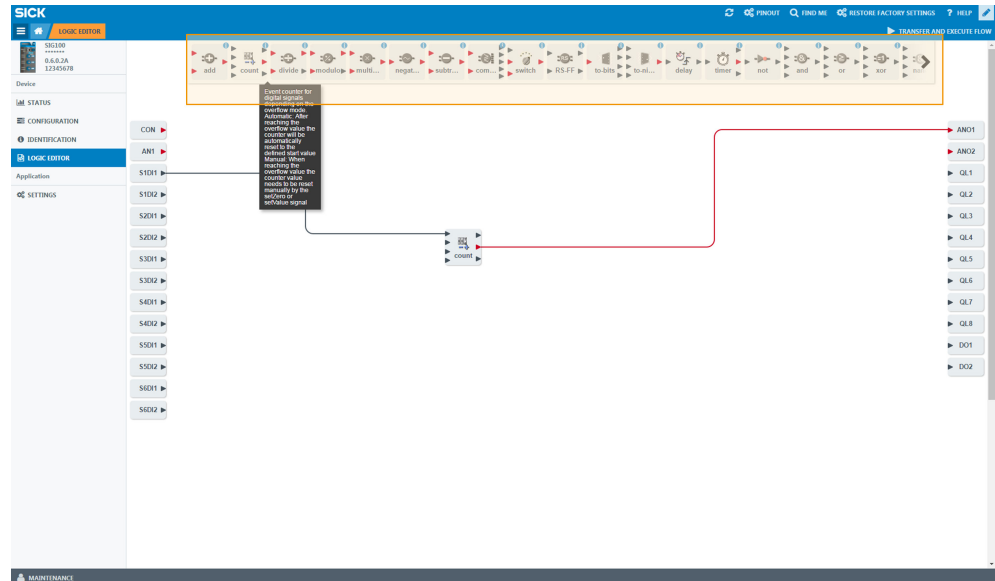 SICK
PINOUT FIND ME RESTORE FACTORY SETTINGS ? HELP
LOGIC EDITOR
TRANSFER AND EXECUTE FLOW
SIG100
*******
0.6.0.2A
12345678
Device
STATUS
CONFIGURATION
IDENTIFICATION
LOGIC EDITOR
Application
SETTINGS
add count divide modulo multi... negat... subtr... com... switch RS-FF to-bits to-ni... delay timer not and or xor
Event counter for
digital signals
depending on the
overflow mode.
Automatic: After
reaching the
overflow value the
counter will be
automatically
reset to the
defined start value
Manual: When
reaching the
overflow value the
counter value
needs to be reset
manually by the
setZero or
setValue signal
CON
AN1
S1DI1
S1DI2
S2DI1
S2DI2
S3DI1
S3DI2
S4DI1
S4DI2
S5DI1
S5DI2
S6DI1
S6DI2
count
ANO1
ANO2
QL1
QL2
QL3
QL4
QL5
QL6
QL7
QL8
DO1
DO2
MAINTENANCE